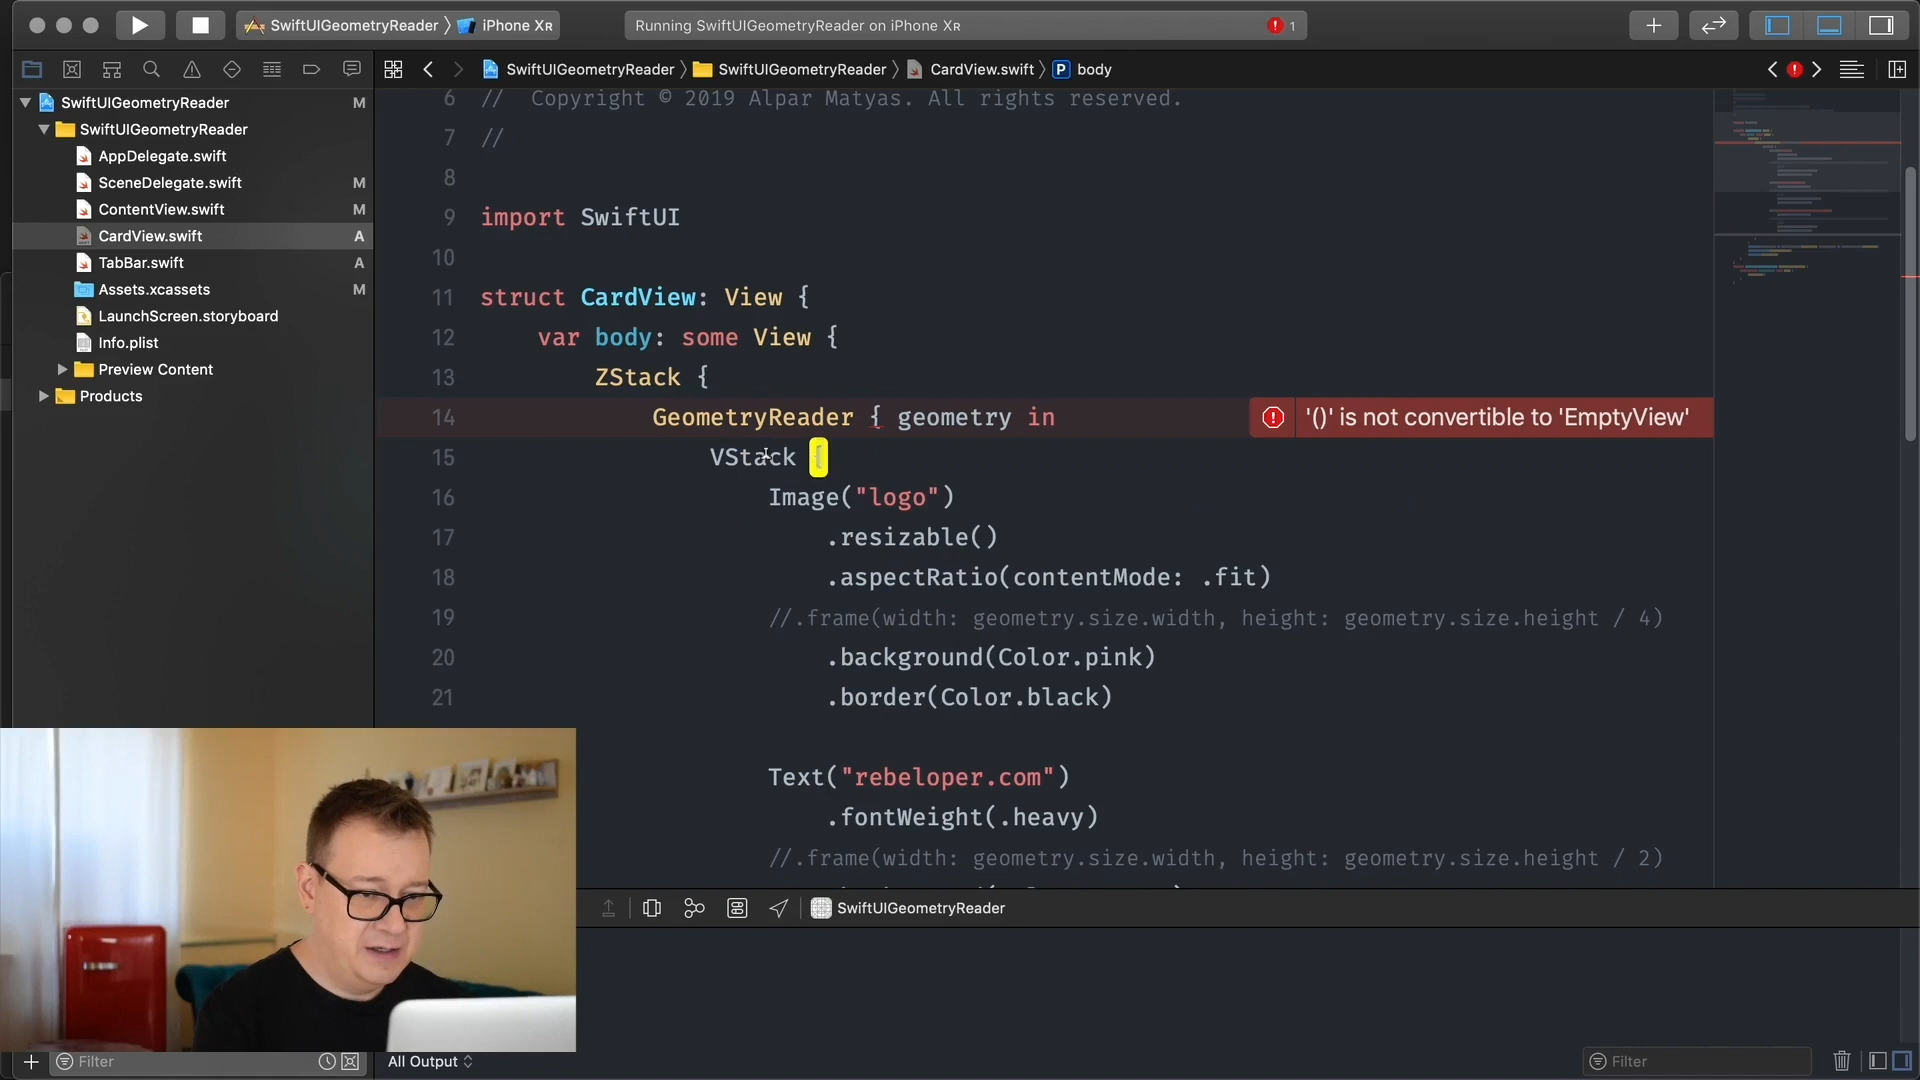 SwiftUIGeometryReader 〉 iPhone Xʀ
Running SwiftUIGeometryReader on iPhone Xʀ
1
SwiftUIGeometryReader 〉 SwiftUIGeometryReader 〉 CardView.swift 〉 P body
SwiftUIGeometryReader M
SwiftUIGeometryReader
AppDelegate.swift
SceneDelegate.swift M
ContentView.swift M
CardView.swift A
TabBar.swift A
Assets.xcassets M
LaunchScreen.storyboard
Info.plist
Preview Content
Products
6 //  Copyright © 2019 Alpar Matyas. All rights reserved.
7 //
8
9 import SwiftUI
10
11 struct CardView: View {
12 var body: some View {
13 ZStack {
14 GeometryReader { geometry in
'()' is not convertible to 'EmptyView'
15 VStack {
16 Image("logo")
17 .resizable()
18 .aspectRatio(contentMode: .fit)
19 //.frame(width: geometry.size.width, height: geometry.size.height / 4)
20 .background(Color.pink)
21 .border(Color.black)
Text("rebeloper.com")
.fontWeight(.heavy)
//.frame(width: geometry.size.width, height: geometry.size.height / 2)
SwiftUIGeometryReader
Filter
All Output
Filter